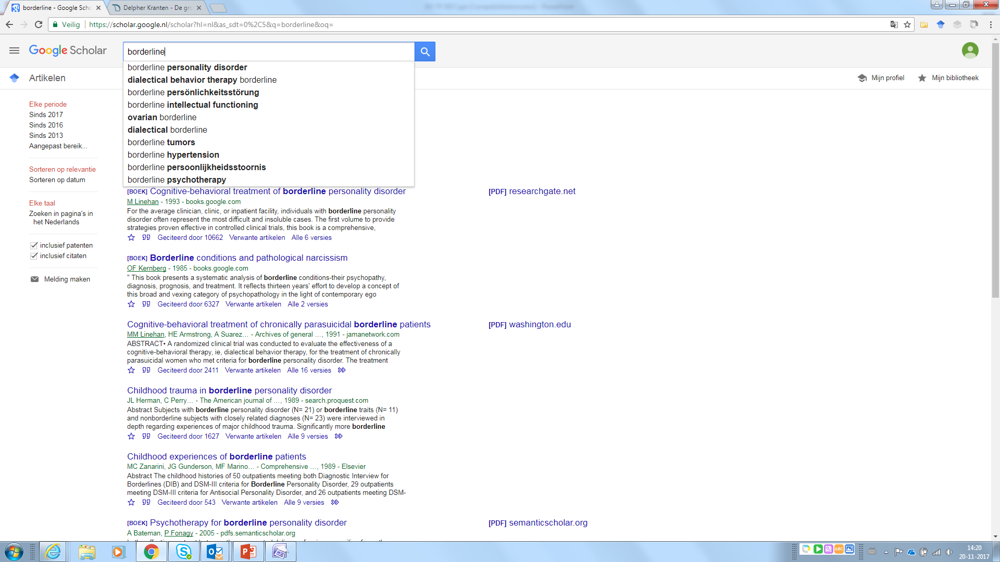 borderline - Google Scho
Delpher Kranten - De gro
Veilig
https://scholar.google.nl/scholar?hl=nl&as_sdt=0%2C5&q=borderline&oq=
Google Scholar
borderline
borderline personality disorder
dialectical behavior therapy borderline
borderline persönlichkeitsstörung
borderline intellectual functioning
ovarian borderline
dialectical borderline
borderline tumors
borderline hypertension
borderline persoonlijkheidsstoornis
borderline psychotherapy
Artikelen
Mijn profiel
Mijn bibliotheek
Elke periode
Sinds 2017
Sinds 2016
Sinds 2013
Aangepast bereik...
Sorteren op relevantie
Sorteren op datum
Elke taal
Zoeken in pagina's in
het Nederlands
inclusief patenten
inclusief citaten
Melding maken
[BOEK] Cognitive-behavioral treatment of borderline personality disorder
M Linehan - 1993 - books.google.com
For the average clinician, clinic, or inpatient facility, individuals with borderline personality
disorder often represent the most difficult and insoluble cases. The first volume to provide
strategies proven effective in controlled clinical trials, this book is a comprehensive,
Geciteerd door 10662 Verwante artikelen Alle 6 versies
[PDF] researchgate.net
[BOEK] Borderline conditions and pathological narcissism
OF Kernberg - 1985 - books.google.com
" This book presents a systematic analysis of borderline conditions-their psychopathy,
diagnosis, prognosis, and treatment. It reflects thirteen years' effort to develop a concept of
this broad and vexing category of psychopathology in the light of contemporary ego
Geciteerd door 6327 Verwante artikelen Alle 2 versies
Cognitive-behavioral treatment of chronically parasuicidal borderline patients
MM Linehan, HE Armstrong, A Suarez… - Archives of general …, 1991 - jamanetwork.com
ABSTRACT• A randomized clinical trial was conducted to evaluate the effectiveness of a
cognitive-behavioral therapy, ie, dialectical behavior therapy, for the treatment of chronically
parasuicidal women who met criteria for borderline personality disorder. The treatment
Geciteerd door 2411 Verwante artikelen Alle 16 versies
[PDF] washington.edu
Childhood trauma in borderline personality disorder
JL Herman, C Perry… - The American journal of …, 1989 - search.proquest.com
Abstract Subjects with borderline personality disorder (N= 21) or borderline traits (N= 11)
and nonborderline subjects with closely related diagnoses (N= 23) were interviewed in
depth regarding experiences of major childhood trauma. Significantly more borderline
Geciteerd door 1627 Verwante artikelen Alle 9 versies
Childhood experiences of borderline patients
MC Zanarini, JG Gunderson, MF Marino… - Comprehensive …, 1989 - Elsevier
Abstract The childhood histories of 50 outpatients meeting both Diagnostic Interview for
Borderlines (DIB) and DSM-III criteria for Borderline Personality Disorder, 29 outpatients
meeting DSM-III criteria for Antisocial Personality Disorder, and 26 outpatients meeting DSM-
Geciteerd door 543 Verwante artikelen Alle 9 versies
[BOEK] Psychotherapy for borderline personality disorder
A Bateman, P Fonagy - 2005 - pdfs.semanticscholar.org
[PDF] semanticscholar.org
ABC
14:20
20-11-2017